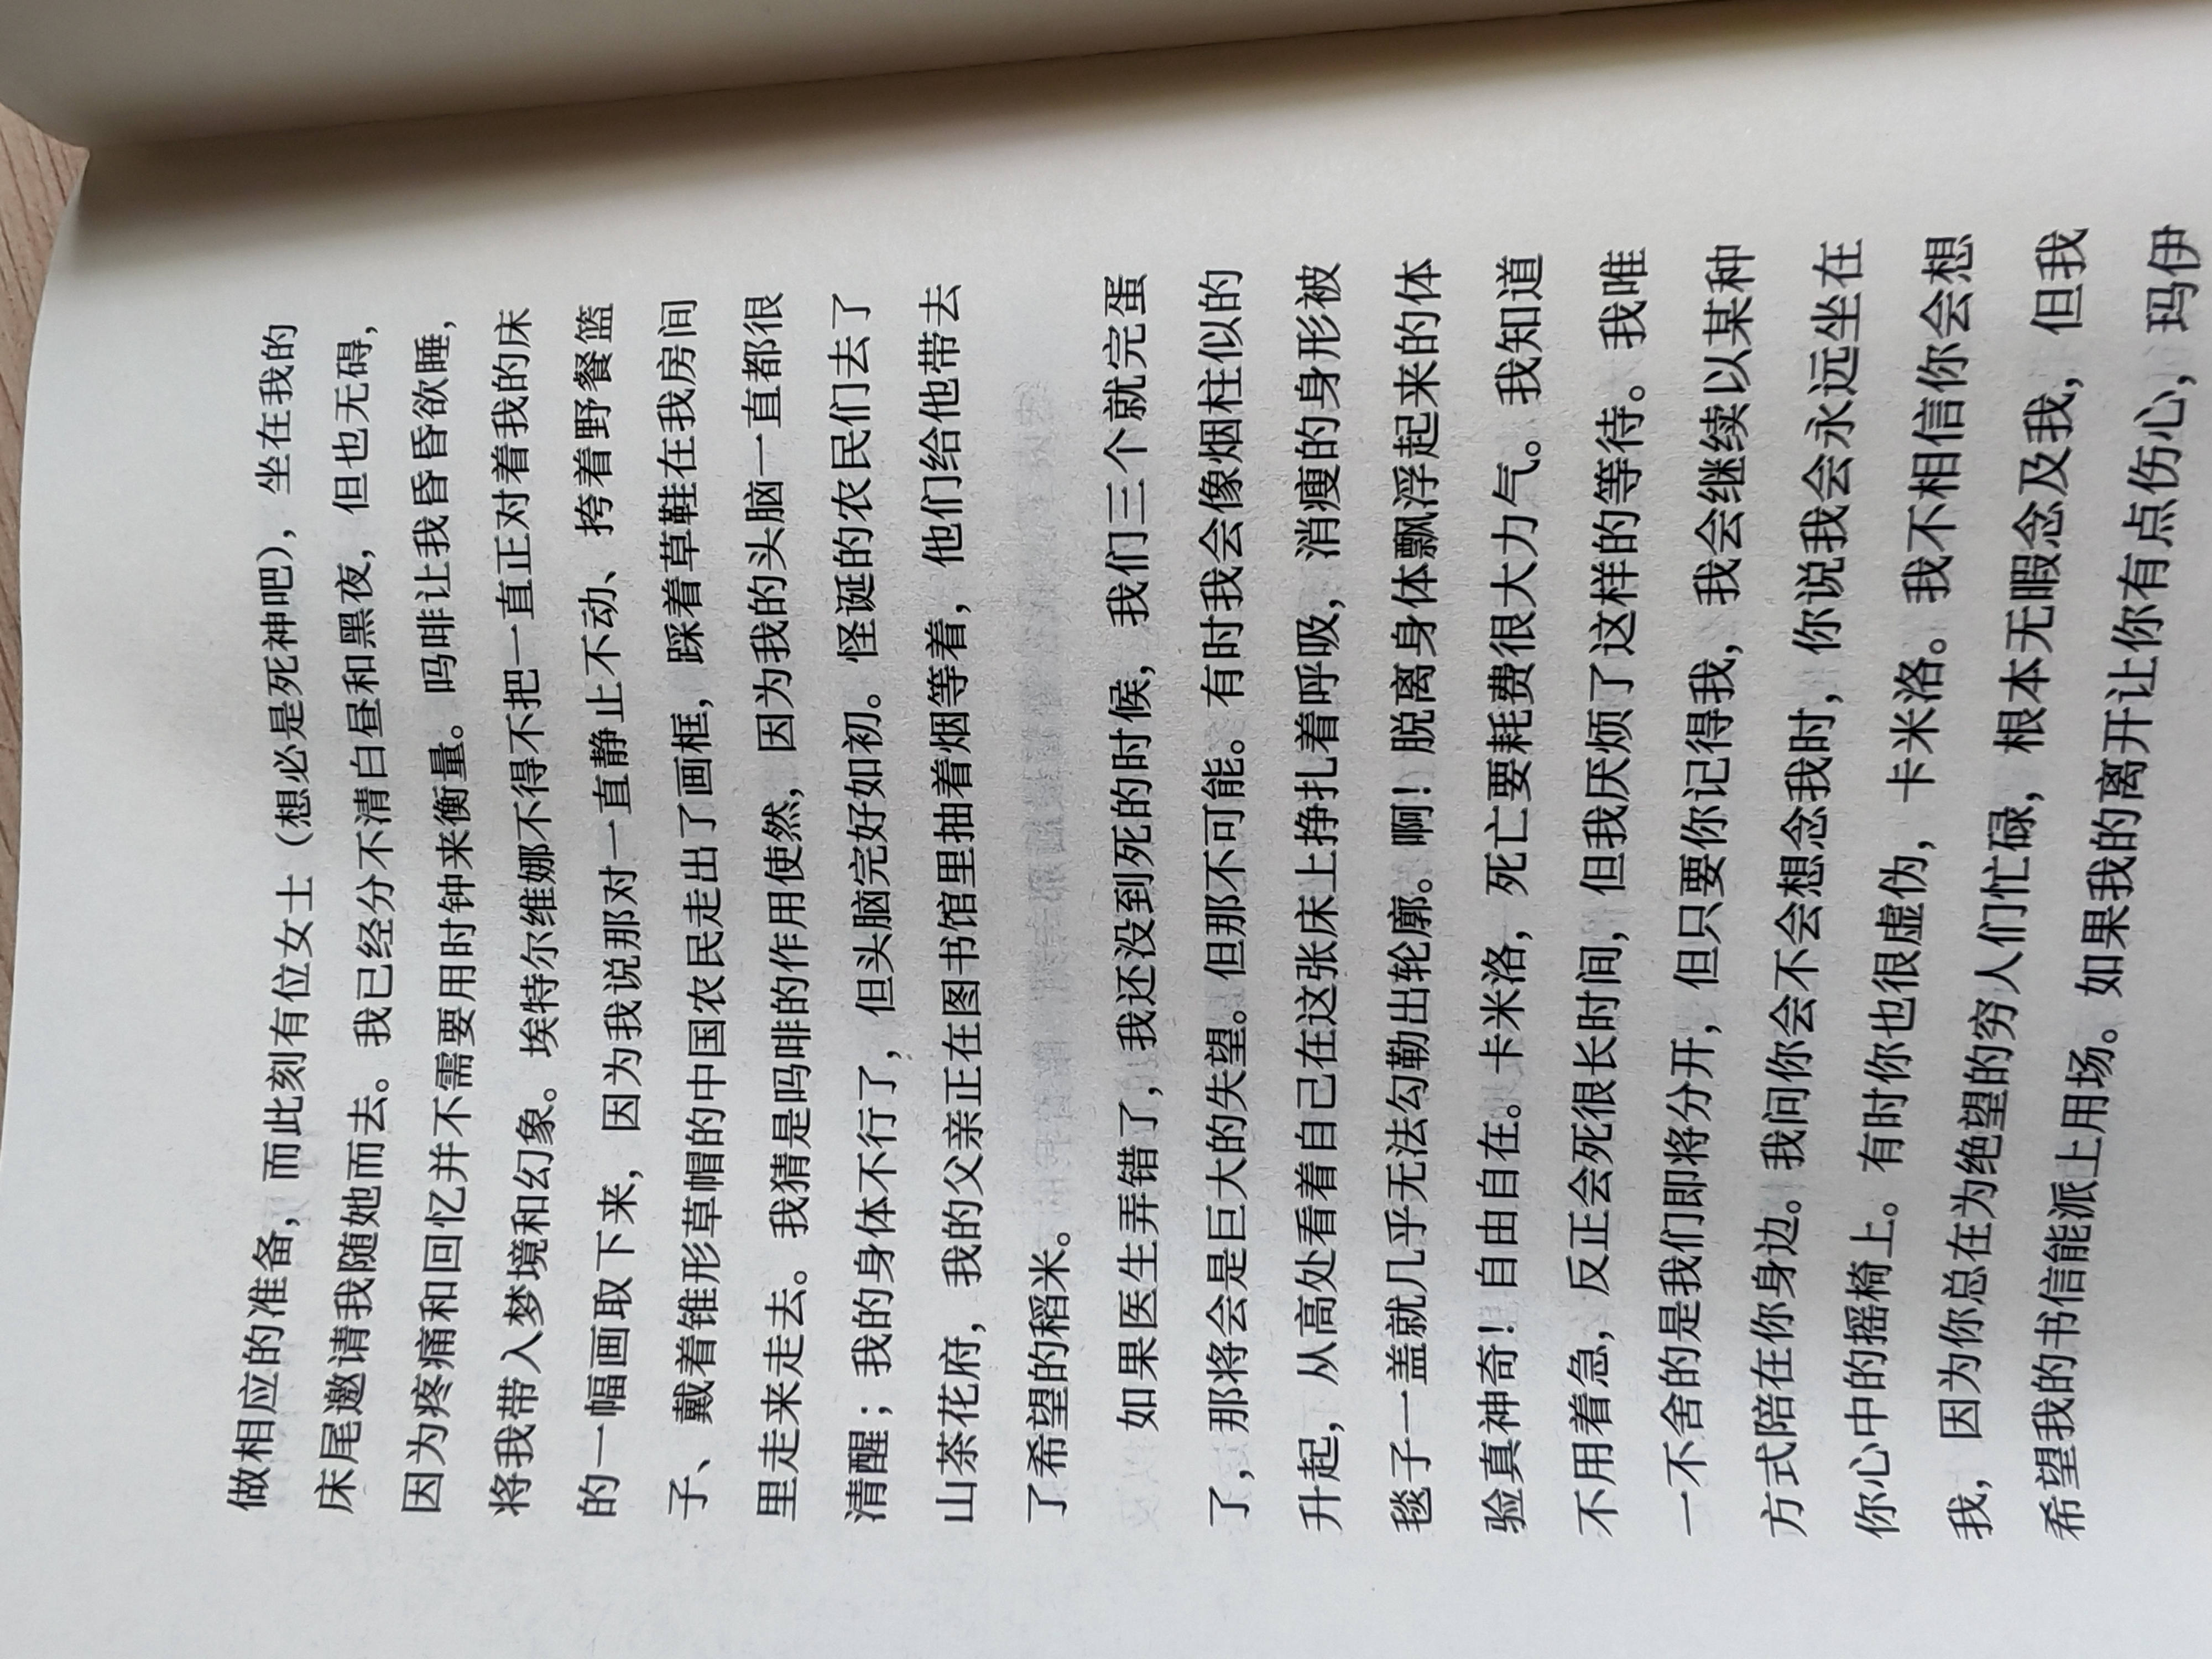 做相应的准备，而此刻有位女士（想必是死神吧），坐在我的
床尾邀请我随她而去。我已经分不清白昼和黑夜，但也无碍，
因为疼痛和回忆并不需要用时钟来衡量。吗啡让我昏昏欲睡，
将我带入梦境和幻象。埃特尔维娜不得不把一直正对着我的床
的一幅画取下来，因为我说那对一直静止不动、挎着野餐篮
子、戴着锥形草帽的中国农民走出了画框，踩着草鞋在我房间
里走来走去。我猜是吗啡的作用使然，因为我的头脑一直都很
清醒；我的身体不行了，但头脑完好如初。怪诞的农民们去了
山茶花府，我的父亲正在图书馆里抽着烟等着，他们给他带去
了希望的稻米。
如果医生弄错了，我还没到死的时候，我们三个就完蛋
了，那将会是巨大的失望。但那不可能。有时我会像烟柱似的
升起，从高处看着自己在这张床上挣扎着呼吸，消瘦的身形被
毯子一盖就几乎无法勾勒出轮廓。啊！脱离身体飘浮起来的体
验真神奇！自由自在。卡米洛，死亡要耗费很大力气。我知道
不用着急，反正会死很长时间，但我厌烦了这样的等待。我唯
一不舍的是我们即将分开，但只要你记得我，我会继续以某种
方式陪在你身边。我问你会不会想念我时，你说我会永远坐在
你心中的摇椅上。有时你也很虚伪，卡米洛。我不相信你会想
我，因为你总在为绝望的穷人们忙碌，根本无暇念及我，但我
希望我的书信能派上用场。如果我的离开让你有点伤心，玛伊